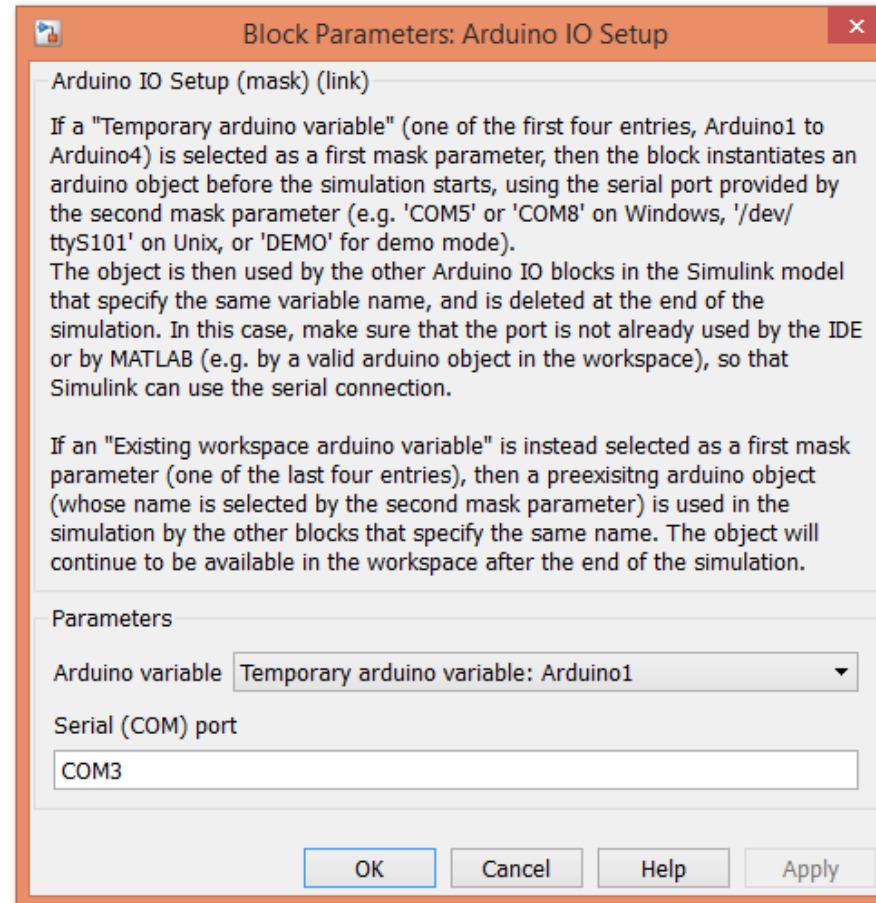 Block Parameters: Arduino IO Setup
Arduino IO Setup (mask) (link)
If a "Temporary arduino variable" (one of the first four entries, Arduino1 to
Arduino4) is selected as a first mask parameter, then the block instantiates an
arduino object before the simulation starts, using the serial port provided by
the second mask parameter (e.g. 'COM5' or 'COM8' on Windows, '/dev/
ttyS101' on Unix, or 'DEMO' for demo mode).
The object is then used by the other Arduino IO blocks in the Simulink model
that specify the same variable name, and is deleted at the end of the
simulation. In this case, make sure that the port is not already used by the IDE
or by MATLAB (e.g. by a valid arduino object in the workspace), so that
Simulink can use the serial connection.
If an "Existing workspace arduino variable" is instead selected as a first mask
parameter (one of the last four entries), then a preexisitng arduino object
(whose name is selected by the second mask parameter) is used in the
simulation by the other blocks that specify the same name. The object will
continue to be available in the workspace after the end of the simulation.
Parameters
Arduino variable Temporary arduino variable: Arduino1
Serial (COM) port
COM3
OK Cancel Help Apply